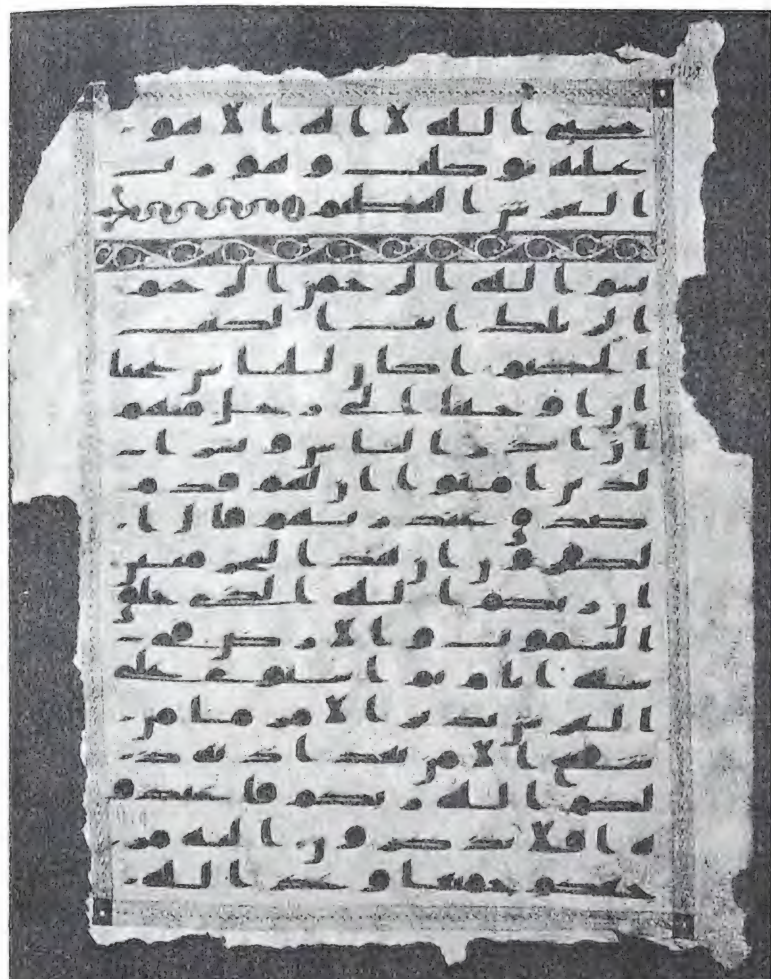 حسبي الله لا اله الا هو
عليه توكلت وهو رب
العرش العظيم
بسم الله الرحمن الرحيم
الر تلك ايت الكتب
الحكيم اكان للناس عجبا
ان اوحينا الى رجل منهم
ان انذر الناس وبشر ا
لذين امنوا ان لهم قدم
صدق عند ربهم قال ا
لكفرون ان هذا لسحر مبين
ان ربكم الله الذي خلق
السموت والارض في
ستة ايام ثم استوى على
العرش يدبر الامر ما من
شفيع الا من بعد اذنه ذ
لكم الله ربكم فاعبدو
ه افلا تذكرون اليه مر
جعكم جميعا وعد الله